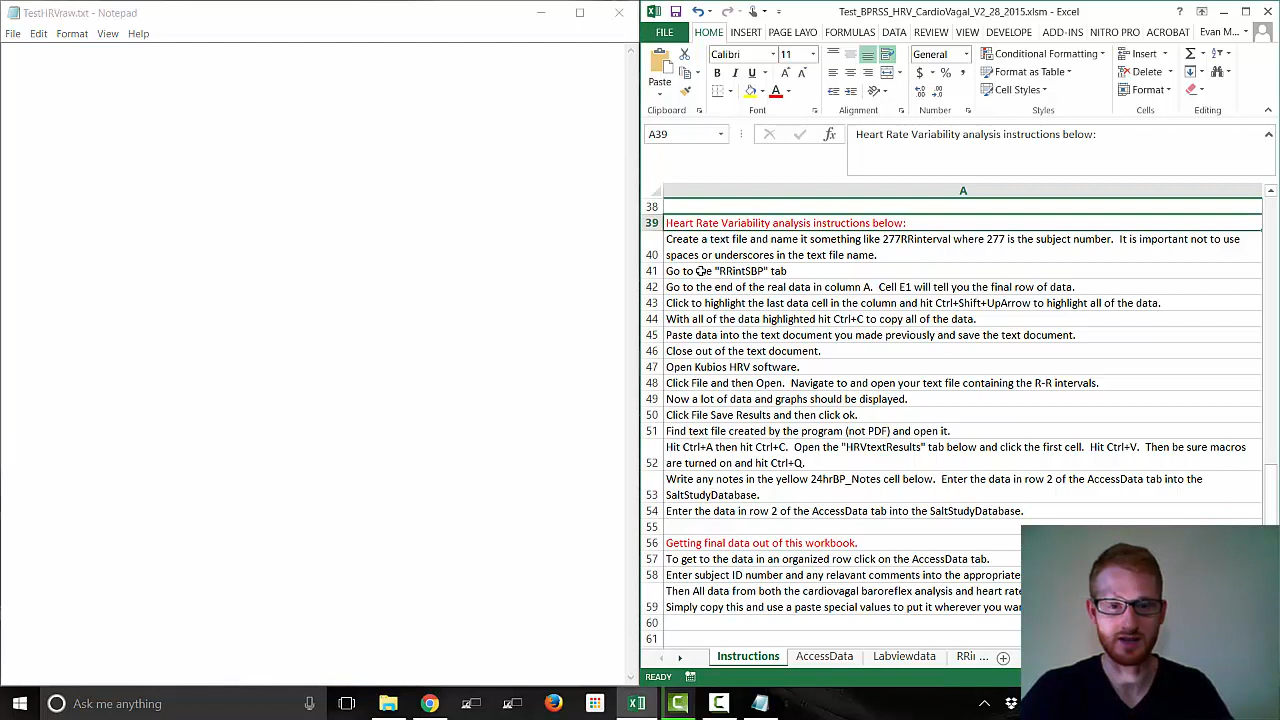 TestHRVraw.txt - Notepad
File Edit Format View Help
Test_BPRSS_HRV_CardioVagal_V2_28_2015.xlsm - Excel
FILE HOME INSERT PAGE LAYO FORMULAS DATA REVIEW VIEW DEVELOPE ADD-INS NITRO PRO ACROBAT Evan M...
Paste
Calibri 11
B I U
General
$ % ,
Conditional Formatting
Format as Table
Cell Styles
Insert
Delete
Format
Clipboard Font Alignment Number Styles Cells Editing
A39 fx Heart Rate Variability analysis instructions below:
A
38
39 Heart Rate Variability analysis instructions below:
Create a text file and name it something like 277RRinterval where 277 is the subject number. It is important not to use
40 spaces or underscores in the text file name.
41 Go to the "RRintSBP" tab
42 Go to the end of the real data in column A. Cell E1 will tell you the final row of data.
43 Click to highlight the last data cell in the column and hit Ctrl+Shift+UpArrow to highlight all of the data.
44 With all of the data highlighted hit Ctrl+C to copy all of the data.
45 Paste data into the text document you made previously and save the text document.
46 Close out of the text document.
47 Open Kubios HRV software.
48 Click File and then Open. Navigate to and open your text file containing the R-R intervals.
49 Now a lot of data and graphs should be displayed.
50 Click File Save Results and then click ok.
51 Find text file created by the program (not PDF) and open it.
Hit Ctrl+A then hit Ctrl+C. Open the "HRVtextResults" tab below and click the first cell. Hit Ctrl+V. Then be sure macros
52 are turned on and hit Ctrl+Q.
Write any notes in the yellow 24hrBP_Notes cell below. Enter the data in row 2 of the AccessData tab into the
53 SaltStudyDatabase.
54 Enter the data in row 2 of the AccessData tab into the SaltStudyDatabase.
55
56 Getting final data out of this workbook.
57 To get to the data in an organized row click on the AccessData tab.
58 Enter subject ID number and any relavant comments into the appropriate
Then All data from both the cardiovagal baroreflex analysis and heart rate
59 Simply copy this and use a paste special values to put it wherever you wan
60
61
Instructions AccessData Labviewdata RRir ...
READY
Ask me anything